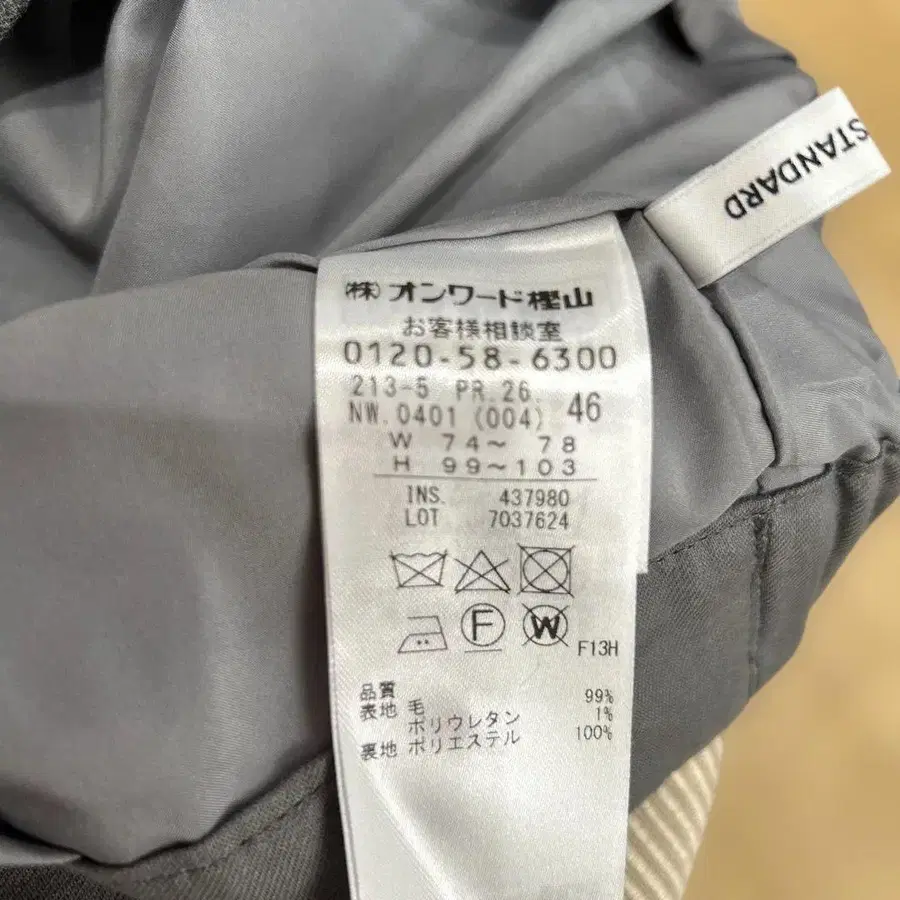 STANDARD
(株)オンワード樫山
お客様相談室
0120-58-6300
213-5 PR.26.
NW.0401 (004) 46
W 74～ 78
H 99～103
INS. 437980
LOT 7037624
F
W
F13H
品質
表地 毛 99%
ポリウレタン 1%
裏地 ポリエステル 100%